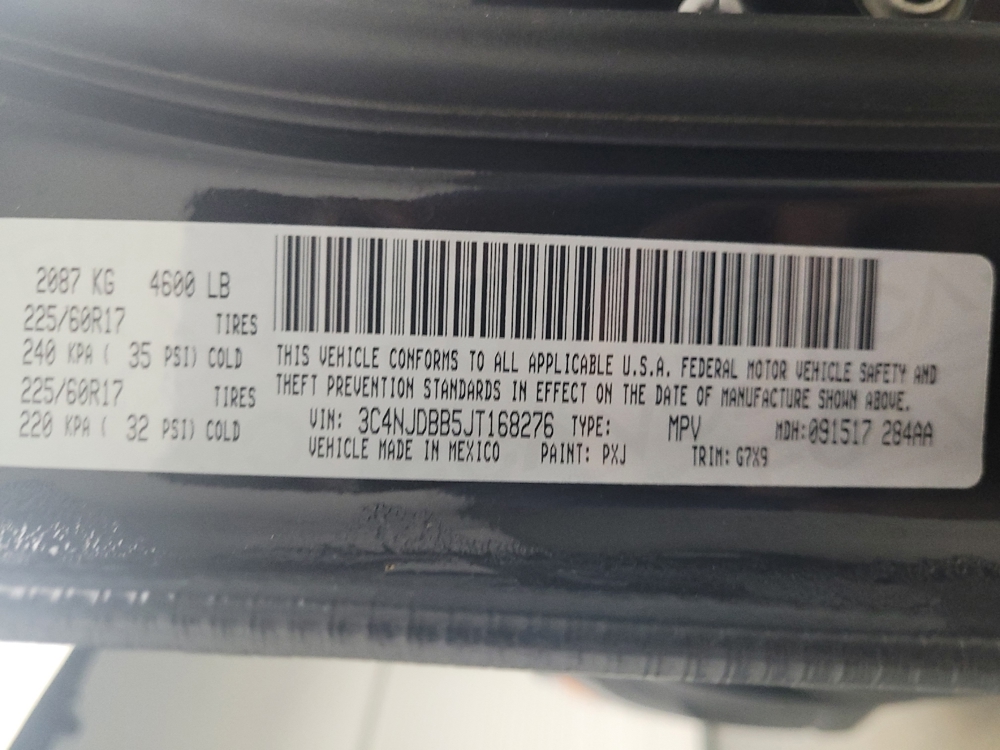 2087 KG 4600 LB
225/60R17 TIRES
240 KPA ( 35 PSI) COLD
225/60R17 TIRES
220 KPA ( 32 PSI) COLD
THIS VEHICLE CONFORMS TO ALL APPLICABLE U.S.A. FEDERAL MOTOR VEHICLE SAFETY AND
THEFT PREVENTION STANDARDS IN EFFECT ON THE DATE OF MANUFACTURE SHOWN ABOVE.
VIN: 3C4NJDBB5JT168276 TYPE: MPV MDH:091517 284AA
VEHICLE MADE IN MEXICO PAINT: PXJ TRIM: G7X9